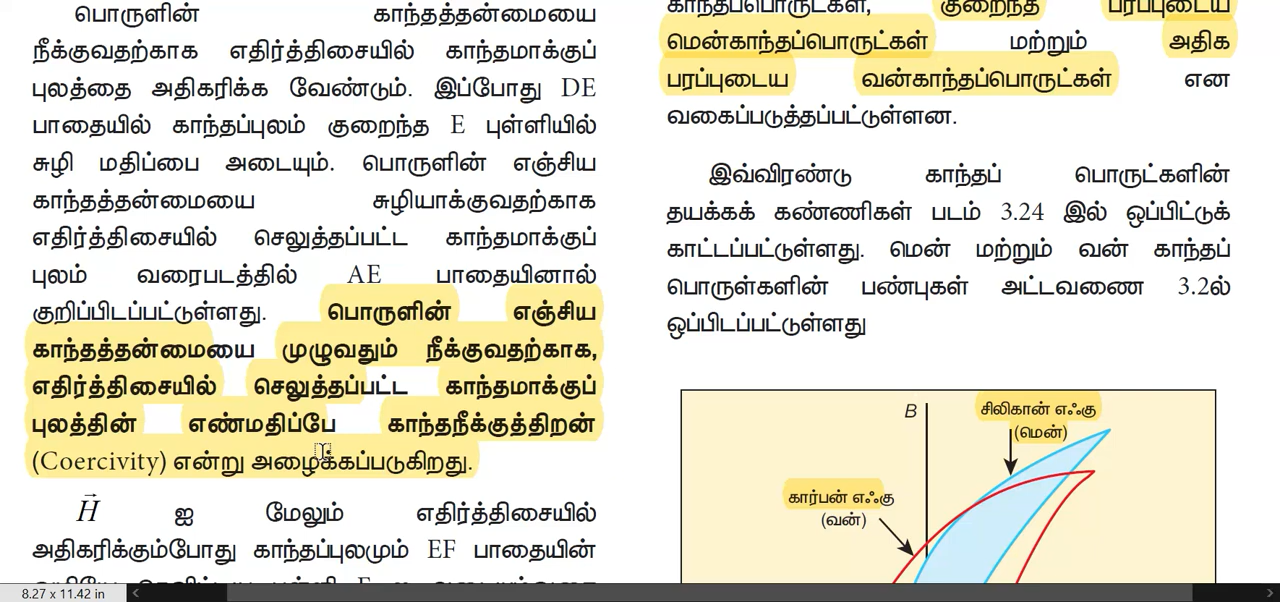 பொருளின் காந்தத்தன்மையை
நீக்குவதற்காக எதிர்த்திசையில் காந்தமாக்குப்
புலத்தை அதிகரிக்க வேண்டும். இப்போது DE
பாதையில் காந்தப்புலம் குறைந்த E புள்ளியில்
சுழி மதிப்பை அடையும். பொருளின் எஞ்சிய
காந்தத்தன்மையை சுழியாக்குவதற்காக
எதிர்த்திசையில் செலுத்தப்பட்ட காந்தமாக்குப்
புலம் வரைபடத்தில் AE பாதையினால்
குறிப்பிடப்பட்டுள்ளது. பொருளின் எஞ்சிய
காந்தத்தன்மையை முழுவதும் நீக்குவதற்காக,
எதிர்த்திசையில் செலுத்தப்பட்ட காந்தமாக்குப்
புலத்தின் எண்மதிப்பே காந்தநீக்குத்திறன்
(Coercivity) என்று அழைக்கப்படுகிறது.
H⃗ ஐ மேலும் எதிர்த்திசையில்
அதிகரிக்கும்போது காந்தப்புலமும் EF பாதையின்
காந்தப்பொருட்கள், குறைந்த பரப்புடைய
மென்காந்தப்பொருட்கள் மற்றும் அதிக
பரப்புடைய வன்காந்தப்பொருட்கள் என
வகைப்படுத்தப்பட்டுள்ளன.
இவ்விரண்டு காந்தப் பொருட்களின்
தயக்கக் கண்ணிகள் படம் 3.24 இல் ஒப்பிட்டுக்
காட்டப்பட்டுள்ளது. மென் மற்றும் வன் காந்தப்
பொருள்களின் பண்புகள் அட்டவணை 3.2ல்
ஒப்பிடப்பட்டுள்ளது
B
சிலிகான் எஃகு
(மென்)
கார்பன் எஃகு
(வன்)
8.27 x 11.42 in